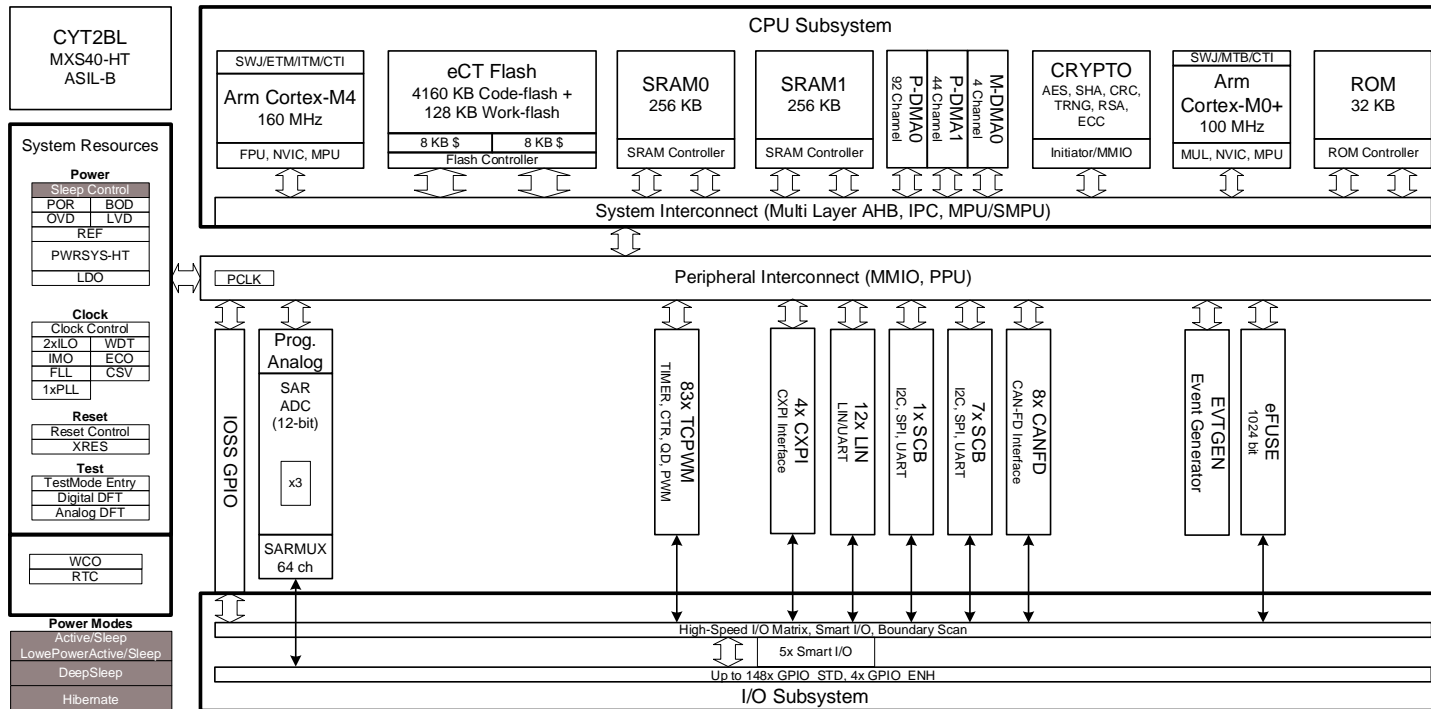 CYT2BL
MXS40-HT
ASIL-B
System Resources
Power
Sleep Control
POR BOD
OVD LVD
REF
PWRSYS-HT
LDO
Clock
Clock Control
2xILO WDT
IMO ECO
FLL CSV
1xPLL
Reset
Reset Control
XRES
Test
TestMode Entry
Digital DFT
Analog DFT
WCO
RTC
Power Modes
Active/Sleep
LowePowerActive/Sleep
DeepSleep
Hibernate
CPU Subsystem
SWJ/ETM/ITM/CTI
Arm Cortex-M4
160 MHz
FPU, NVIC, MPU
eCT Flash
4160 KB Code-flash +
128 KB Work-flash
8 KB $ 8 KB $
Flash Controller
SRAM0
256 KB
SRAM Controller
SRAM1
256 KB
SRAM Controller
P-DMA0
92 Channel
P-DMA1
44 Channel
M-DMA0
4 Channel
CRYPTO
AES, SHA, CRC,
TRNG, RSA,
ECC
Initiator/MMIO
SWJ/MTB/CTI
Arm
Cortex-M0+
100 MHz
MUL, NVIC, MPU
ROM
32 KB
ROM Controller
System Interconnect (Multi Layer AHB, IPC, MPU/SMPU)
PCLK
Peripheral Interconnect (MMIO, PPU)
IOSS GPIO
Prog.
Analog
SAR
ADC
(12-bit)
x3
SARMUX
64 ch
83x TCPWM
TIMER, CTR, QD, PWM
4x CXPI
CXPI Interface
12x LIN
LIN/UART
1x SCB
I2C, SPI, UART
7x SCB
I2C, SPI, UART
8x CANFD
CAN-FD Interface
EVTGEN
Event Generator
eFUSE
1024 bit
High-Speed I/O Matrix, Smart I/O, Boundary Scan
5x Smart I/O
Up to 148x GPIO_STD, 4x GPIO_ENH
I/O Subsystem